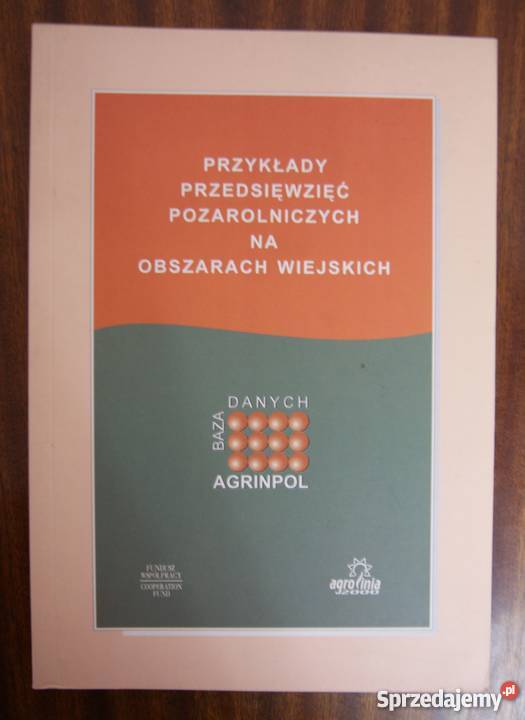 PRZYKŁADY
PRZEDSIĘWZIĘĆ
POZAROLNICZYCH
NA
OBSZARACH WIEJSKICH
BAZA
DANYCH
AGRINPOL
FUNDUSZ
WSPÓŁPRACY
COOPERATION
FUND
agrolinia
2000
Sprzedajemy.pl